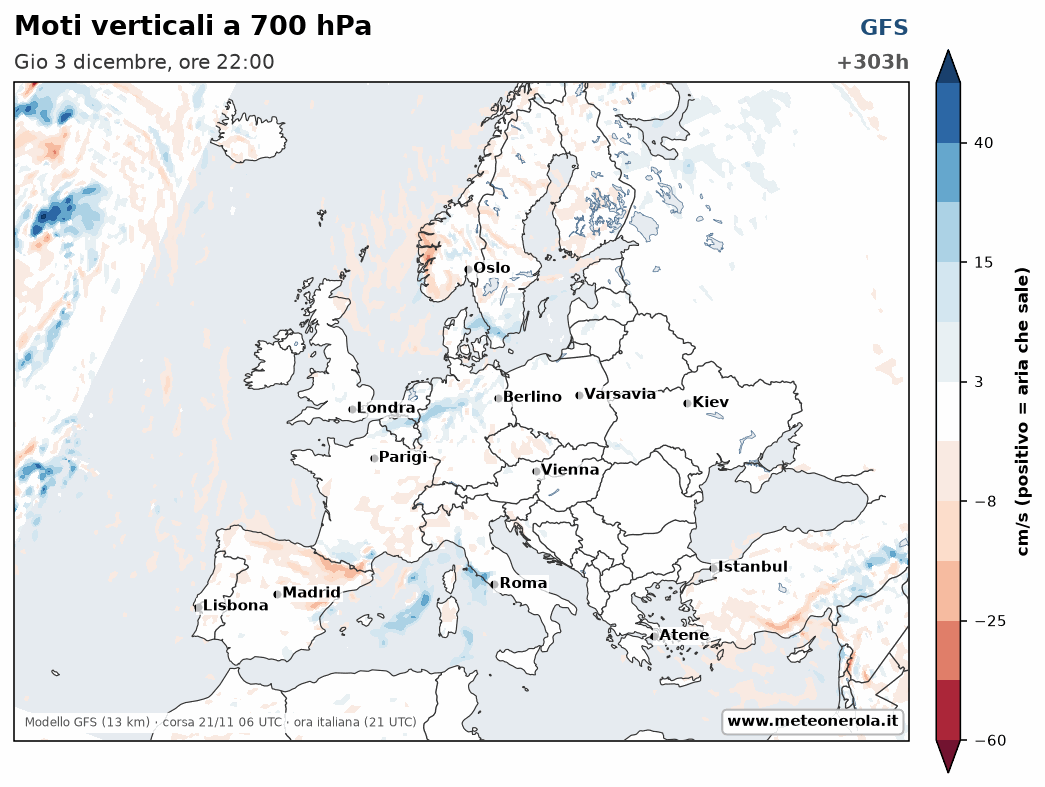 Moti verticali a 700 hPa
GFS
Gio 3 dicembre, ore 22:00
+303h
40
15
3
−8
−25
−60
cm/s (positivo = aria che sale)
Oslo
Londra
Berlino
Varsavia
Kiev
Parigi
Vienna
Istanbul
Madrid
Roma
Lisbona
Atene
Modello GFS (13 km) · corsa 21/11 06 UTC · ora italiana (21 UTC)
www.meteonerola.it